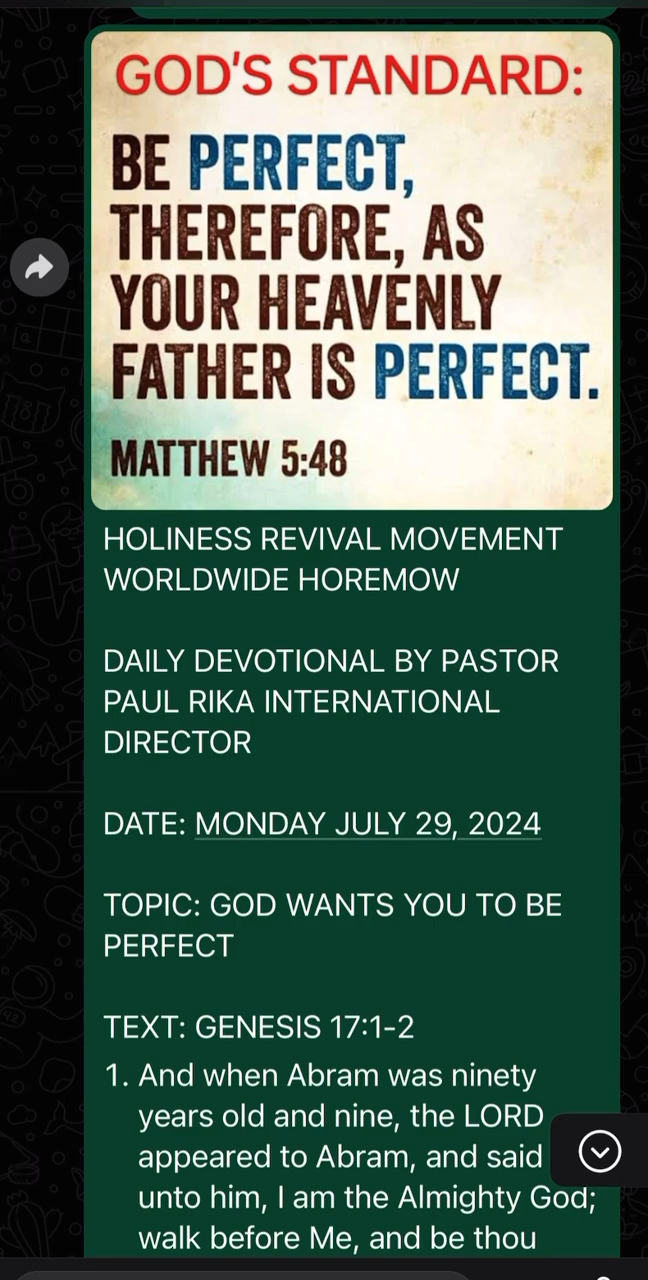 GOD'S STANDARD:
BE PERFECT,
THEREFORE, AS
YOUR HEAVENLY
FATHER IS PERFECT.
MATTHEW 5:48
HOLINESS REVIVAL MOVEMENT
WORLDWIDE HOREMOW
DAILY DEVOTIONAL BY PASTOR
PAUL RIKA INTERNATIONAL
DIRECTOR
DATE: MONDAY JULY 29, 2024
TOPIC: GOD WANTS YOU TO BE
PERFECT
TEXT: GENESIS 17:1-2
1. And when Abram was ninety
years old and nine, the LORD
appeared to Abram, and said
unto him, I am the Almighty God;
walk before Me, and be thou